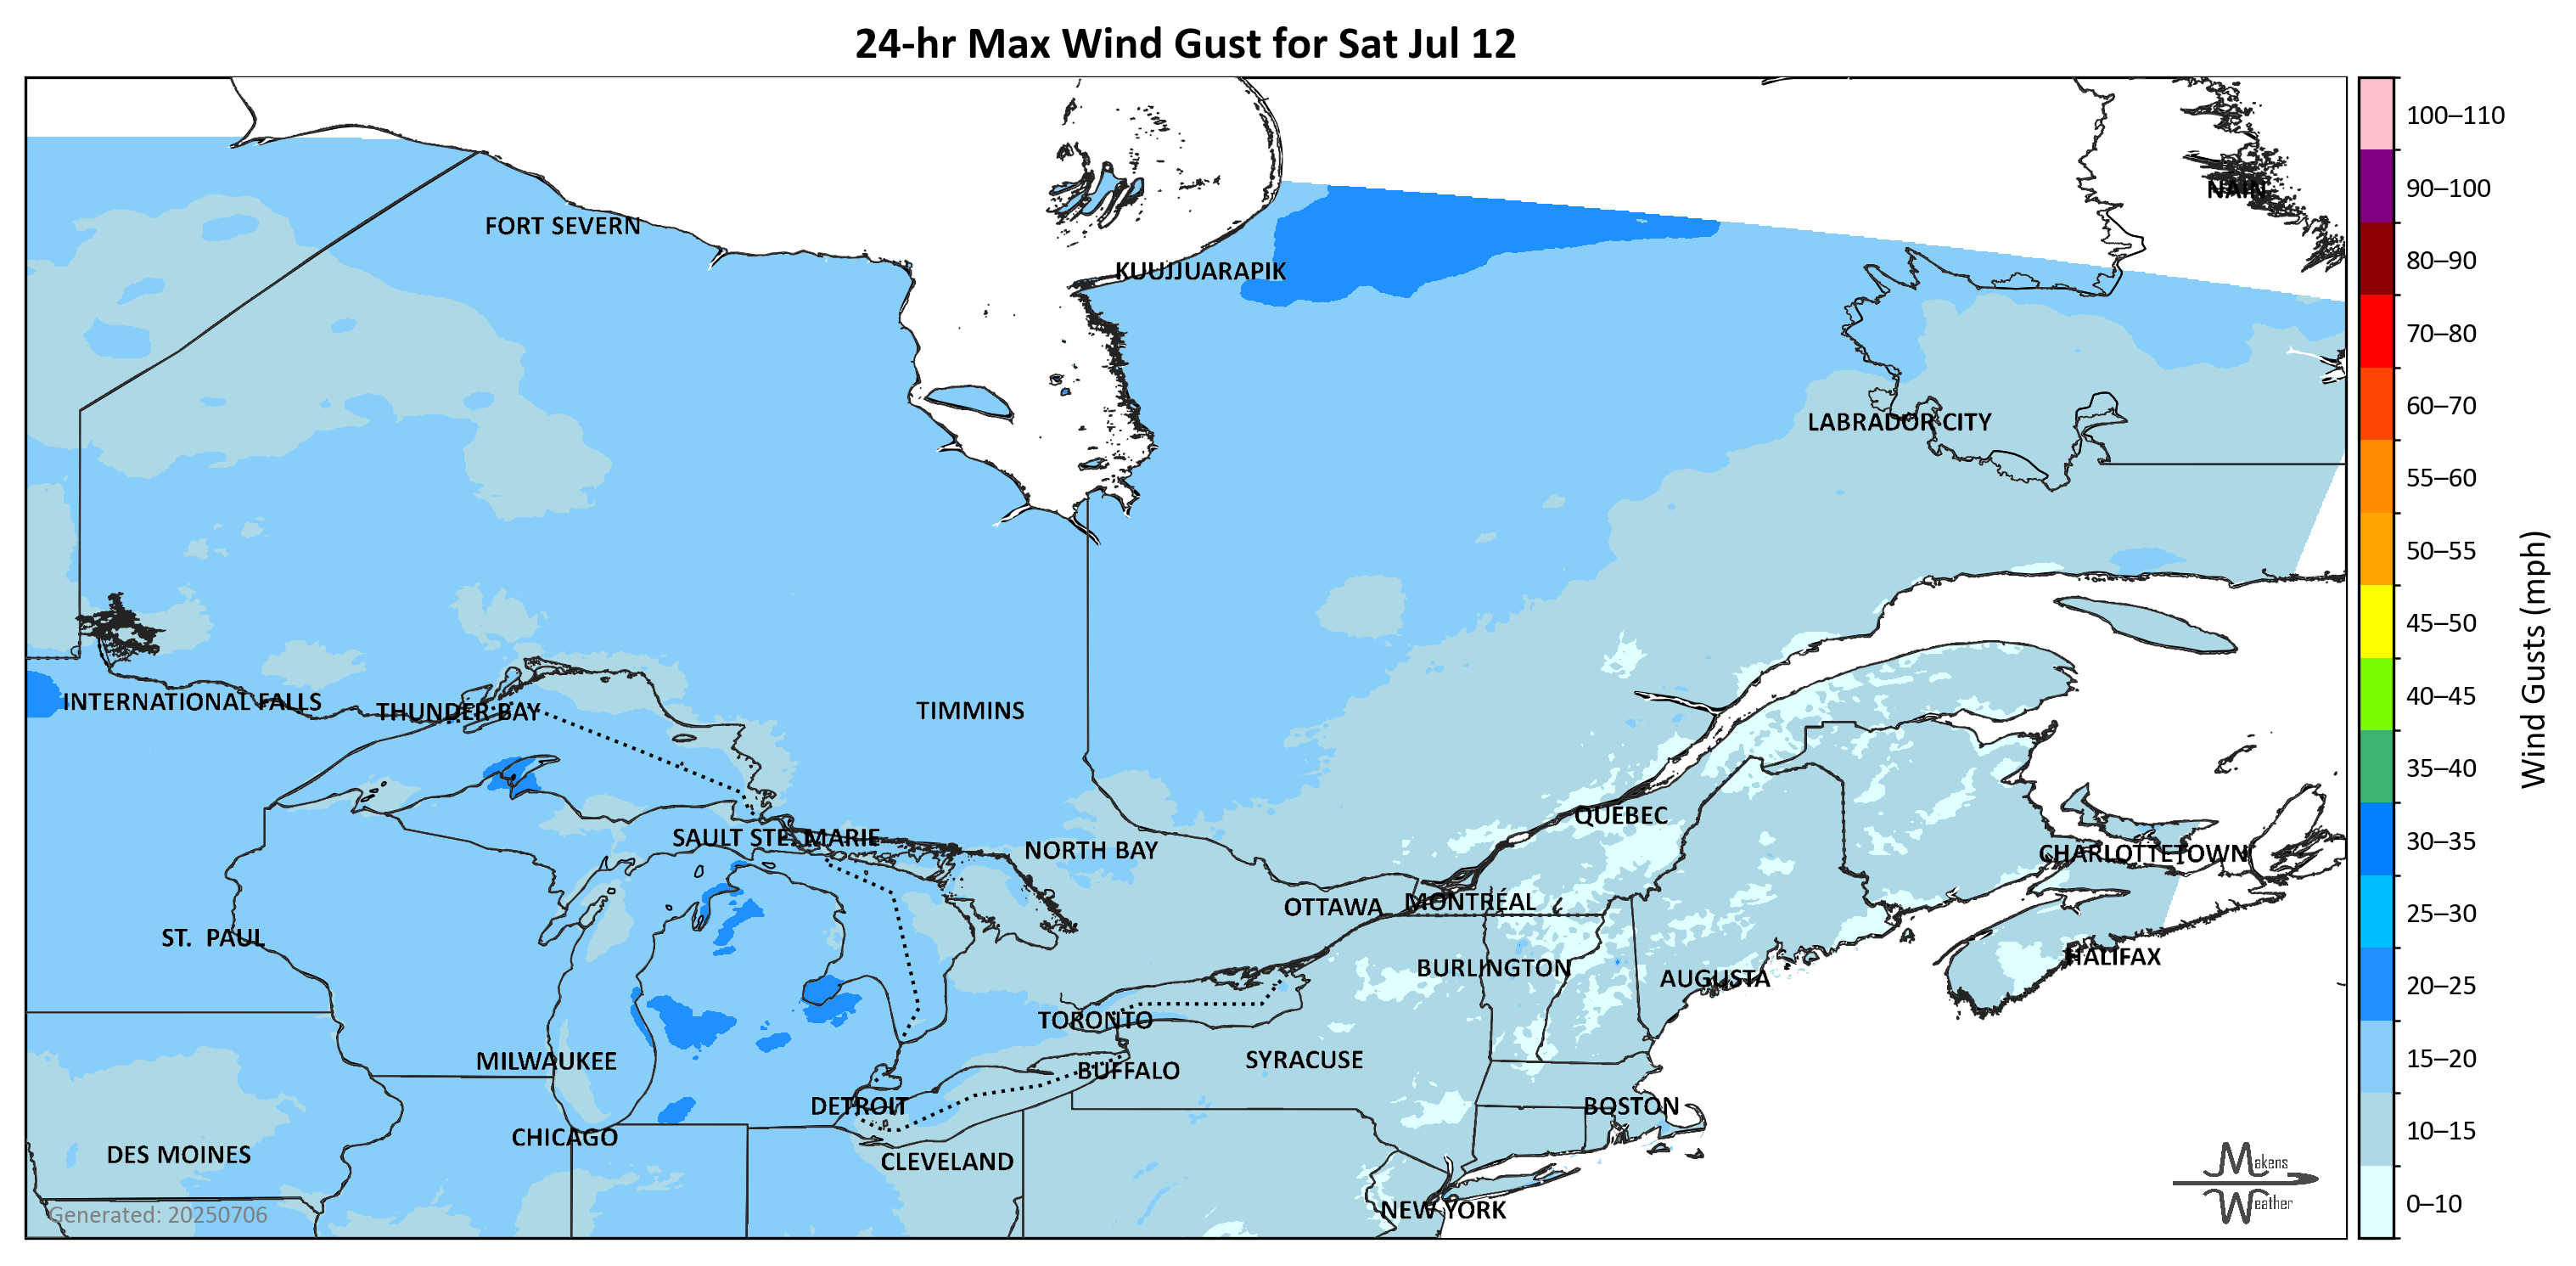 24-hr Max Wind Gust for Sat Jul 12
100–110
90–100
NAIN
FORT SEVERN
80–90
KUUJJUARAPIK
70–80
60–70
LABRADOR CITY
55–60
50–55
45–50
Wind Gusts (mph)
40–45
INTERNATIONAL FALLS
THUNDER BAY
TIMMINS
35–40
QUEBEC
30–35
SAULT STE. MARIE
NORTH BAY
CHARLOTTETOWN
OTTAWA
MONTRÉAL
25–30
ST. PAUL
HALIFAX
BURLINGTON
AUGUSTA
20–25
TORONTO
MILWAUKEE
SYRACUSE
15–20
BUFFALO
DETROIT
BOSTON
CHICAGO
10–15
DES MOINES
CLEVELAND
Makens
Weather
NEW YORK
0–10
Generated: 20250706